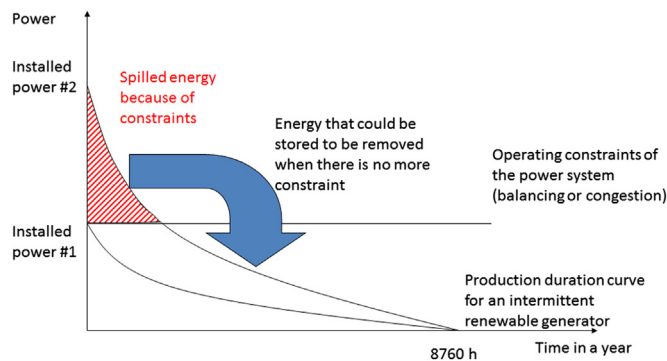 Power
Installed
power #2
Spilled energy
because of
constraints
Energy that could be
stored to be removed
when there is no more
constraint
Operating constraints of
the power system
(balancing or congestion)
Installed
power #1
Production duration curve
for an intermittent
renewable generator
8760 h
Time in a year